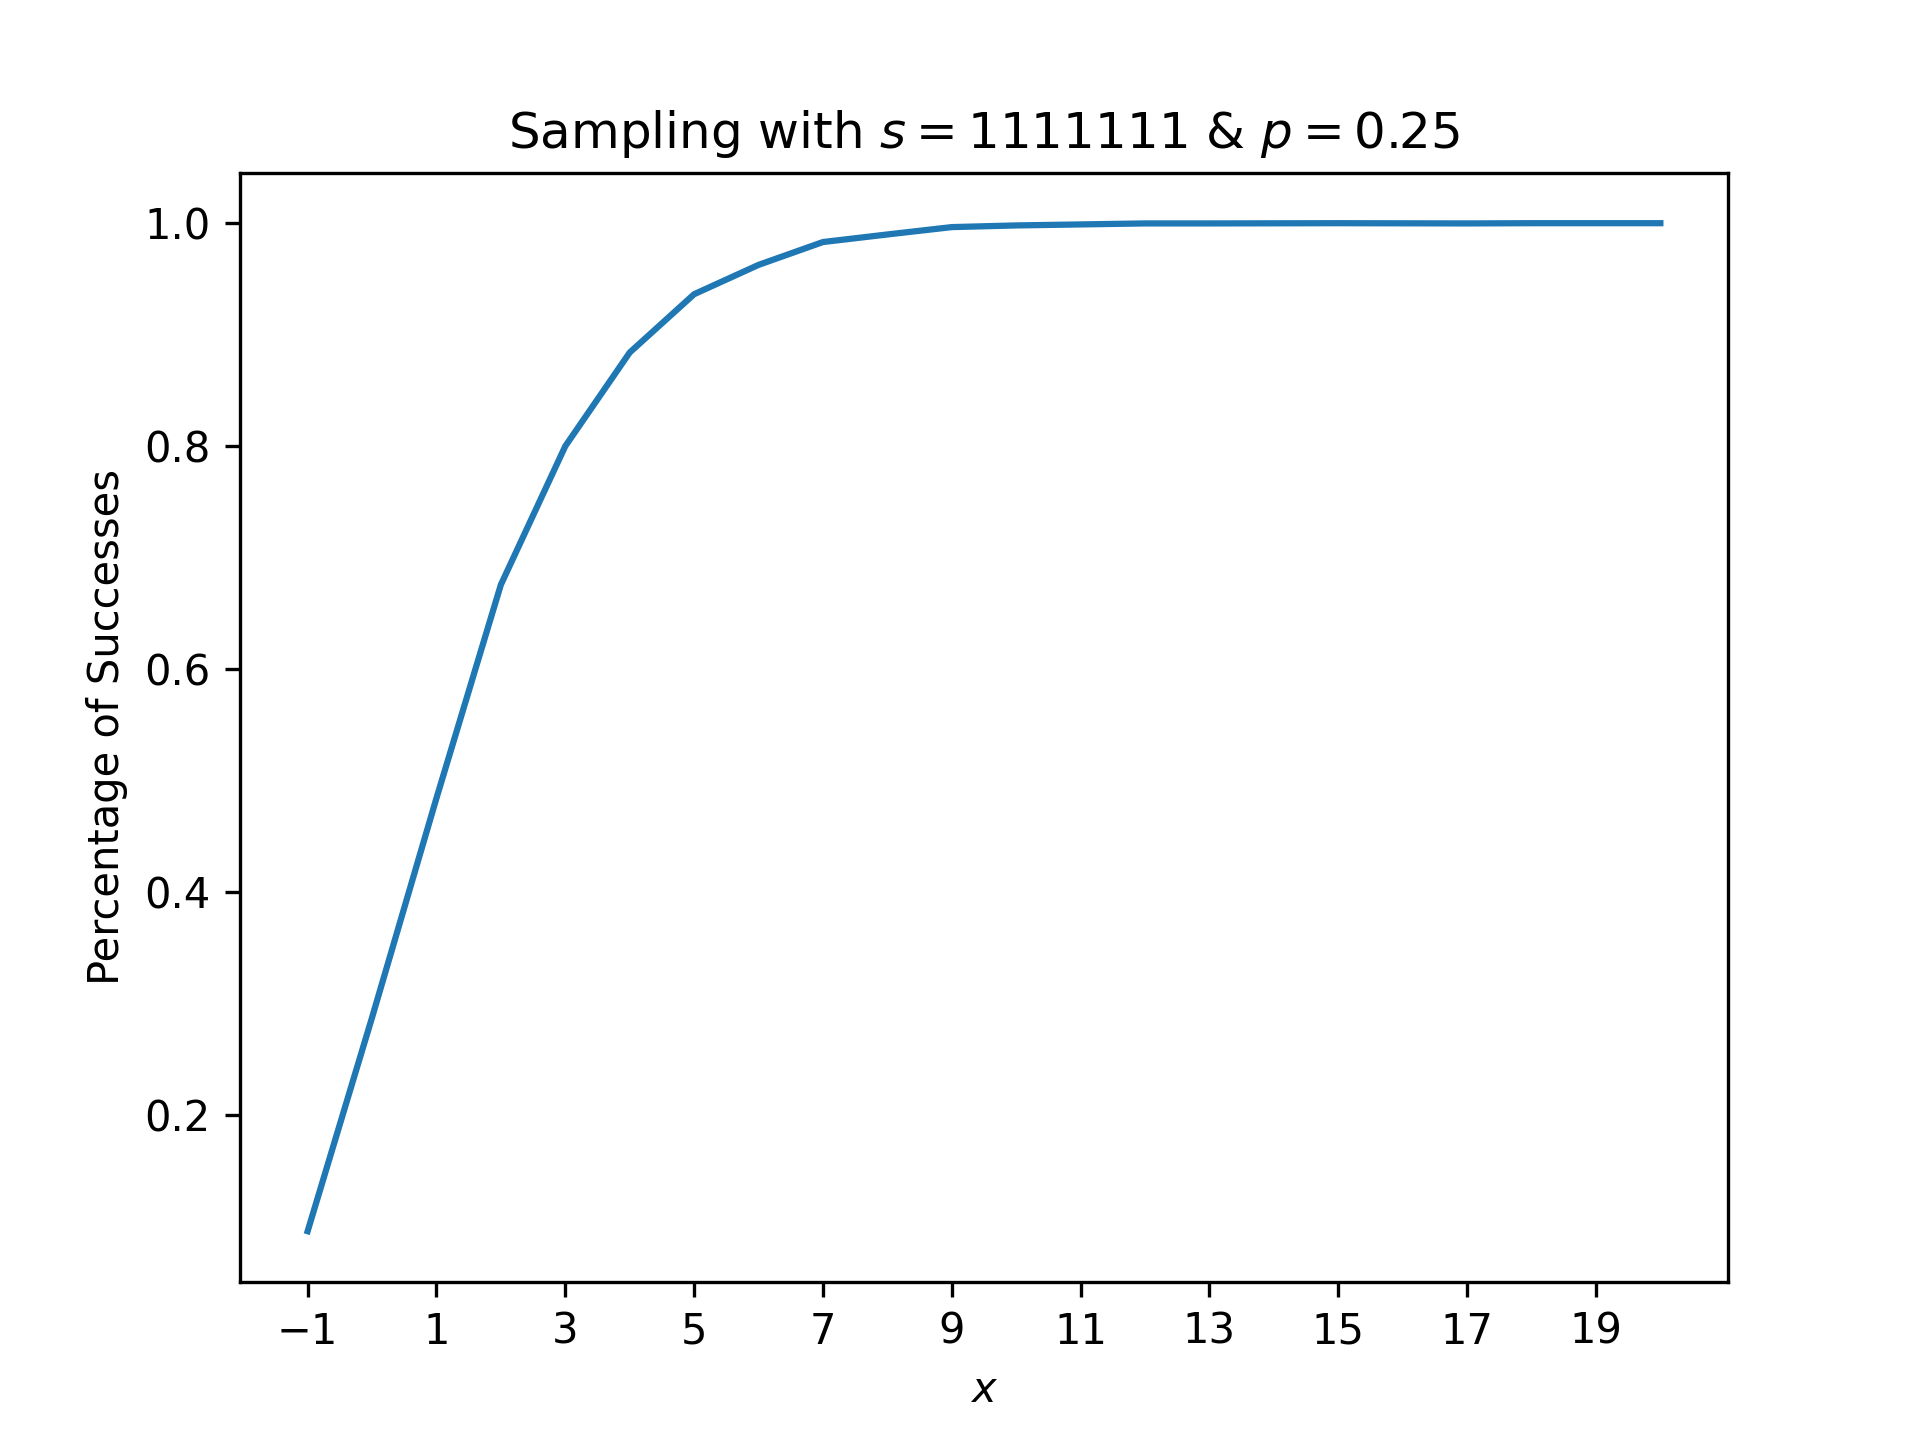 Sampling with s = 1111111 & p = 0.25
Percentage of Successes
1.0
0.8
0.6
0.4
0.2
−1 1 3 5 7 9 11 13 15 17 19
x